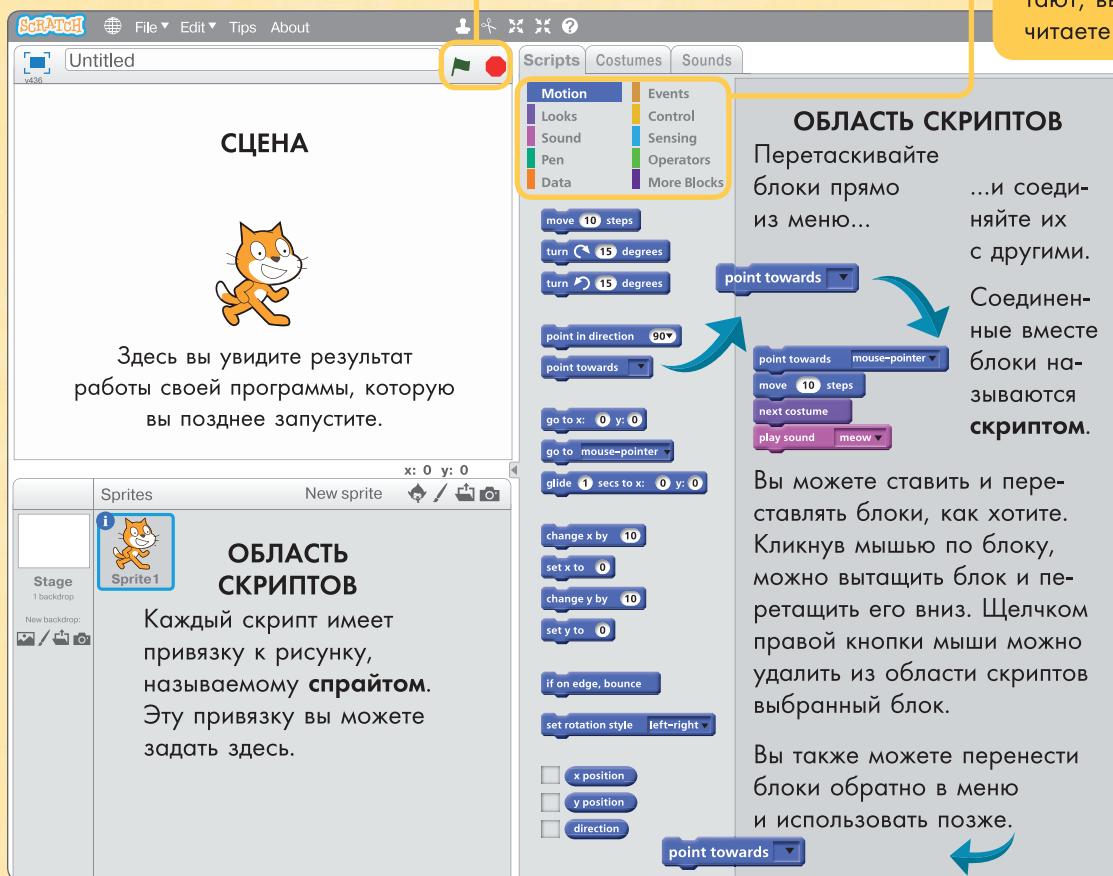 тают, вы
читаете
SCRATCH File Edit Tips About
v436
Untitled
СЦЕНА
Здесь вы увидите результат
работы своей программы, которую
вы позднее запустите.
x: 0 y: 0
Sprites New sprite
Stage
1 backdrop
New backdrop:
Sprite1
ОБЛАСТЬ
СКРИПТОВ
Каждый скрипт имеет
привязку к рисунку,
называемому спрайтом.
Эту привязку вы можете
задать здесь.
Scripts Costumes Sounds
Motion Events
Looks Control
Sound Sensing
Pen Operators
Data More Blocks
move 10 steps
turn 15 degrees
turn 15 degrees
point in direction 90
point towards
go to x: 0 y: 0
go to mouse-pointer
glide 1 secs to x: 0 y: 0
change x by 10
set x to 0
change y by 10
set y to 0
if on edge, bounce
set rotation style left-right
x position
y position
direction
ОБЛАСТЬ СКРИПТОВ
Перетаскивайте
блоки прямо
из меню...
...и соеди-
няйте их
с другими.
point towards
Соединен-
ные вместе
блоки на-
зываются
скриптом.
point towards mouse-pointer
move 10 steps
next costume
play sound meow
Вы можете ставить и пере-
ставлять блоки, как хотите.
Кликнув мышью по блоку,
можно вытащить блок и пе-
ретащить его вниз. Щелчком
правой кнопки мыши можно
удалить из области скриптов
выбранный блок.
Вы также можете перенести
блоки обратно в меню
и использовать позже.
point towards